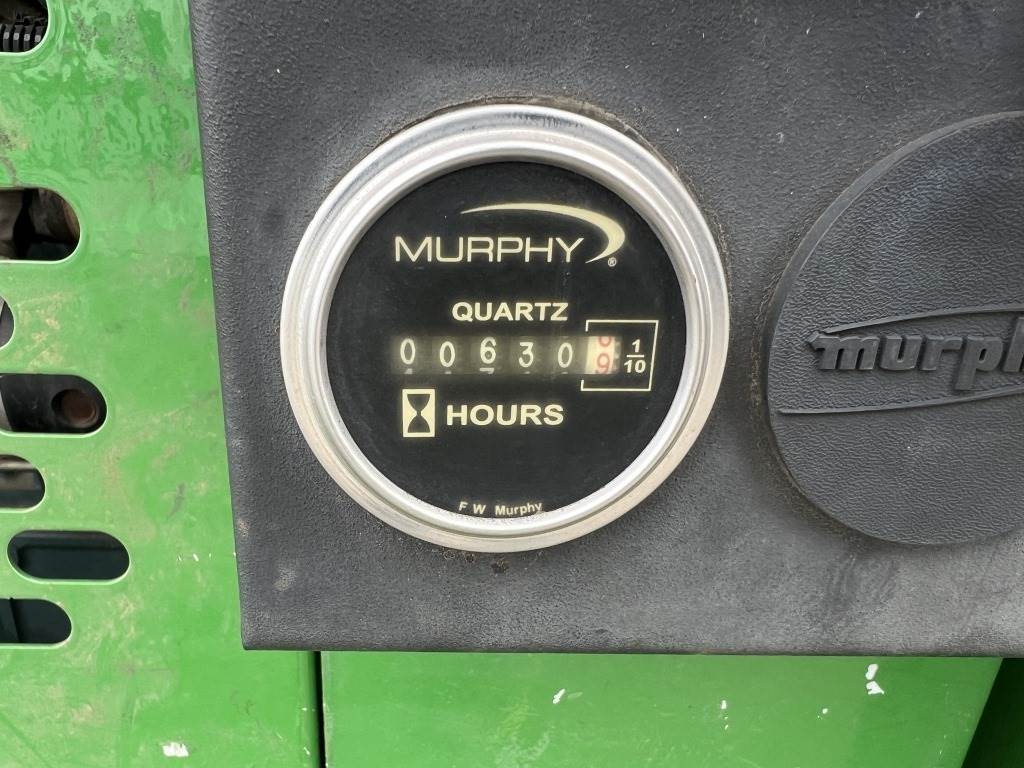 MURPHY®
QUARTZ
00630 1/10
HOURS
F W Murphy
murph